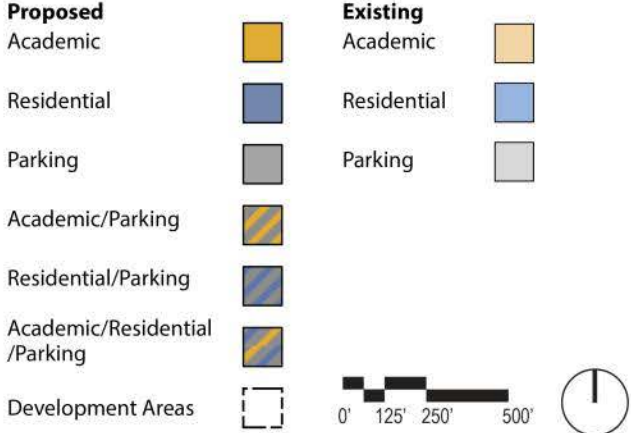 Proposed
Academic
Residential
Parking
Academic/Parking
Residential/Parking
Academic/Residential
/Parking
Development Areas
Existing
Academic
Residential
Parking
0' 125' 250' 500'